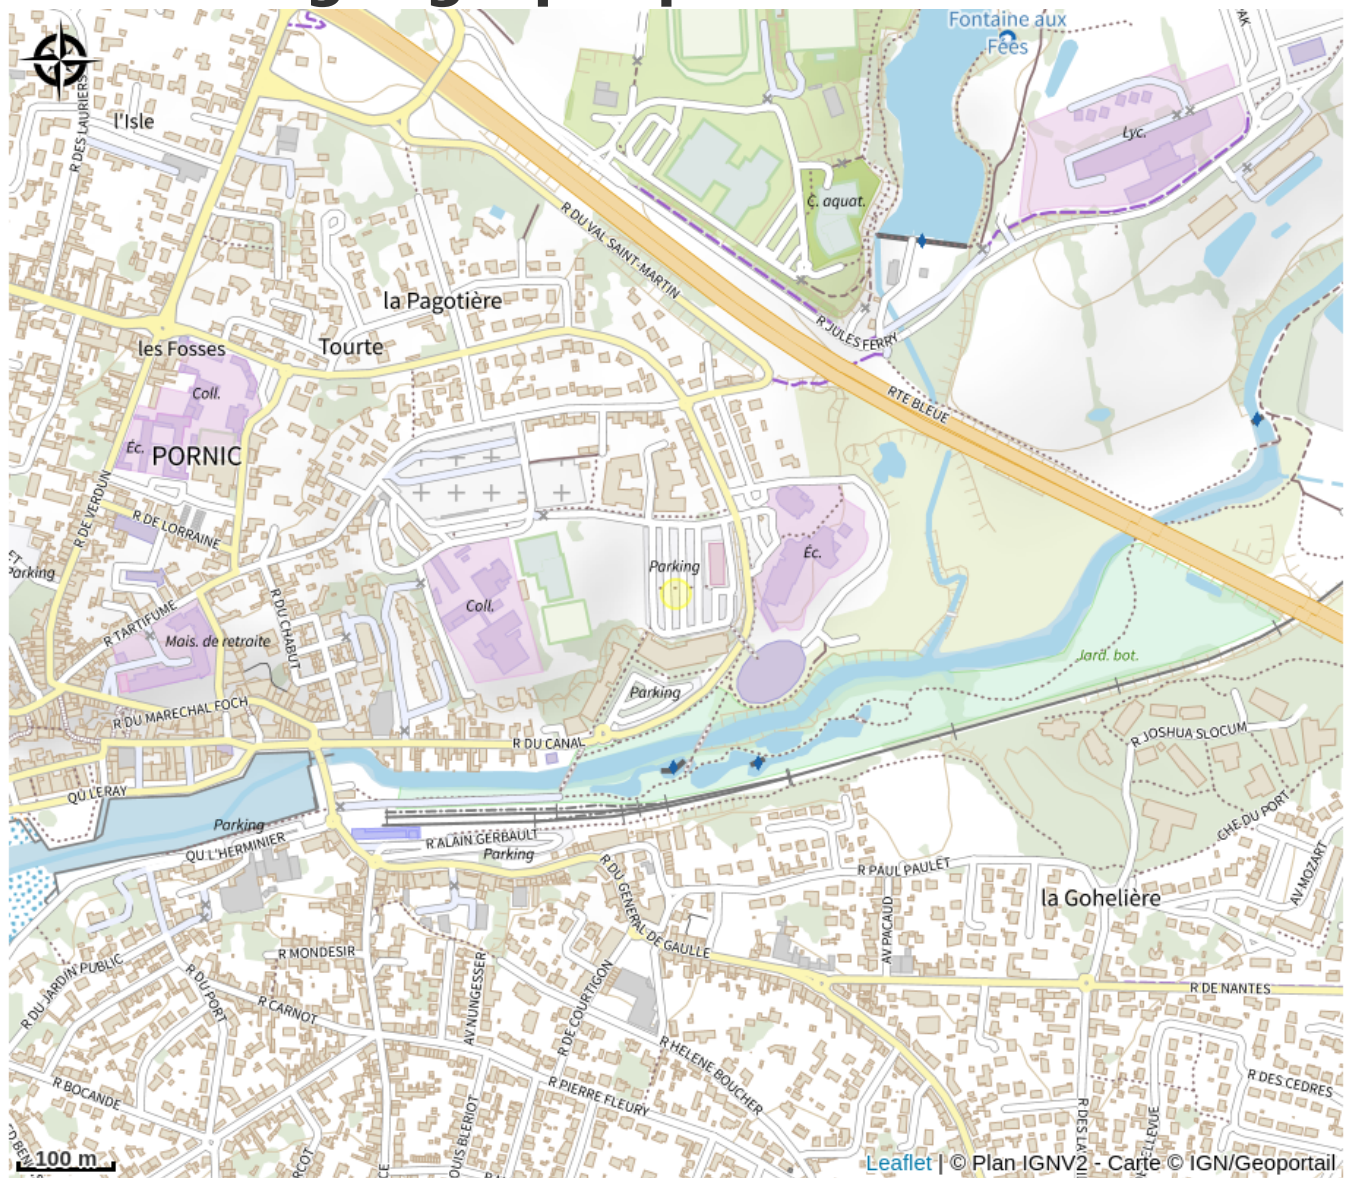 Fontaine aux
Fées
R DES LAURIERS
l'Isle
Lyc.
C. aquat.
R DU VAL SAINT-MARTIN
la Pagotière
R JULES FERRY
les Fosses
Tourte
Coll.
RTE BLEUE
Éc.
PORNIC
R DE VERDUN
R DE LORRAINE
Parking
Parking
Éc.
Coll.
R TARTIFUME
R DU CHABUT
Mais. de retraite
Jard. bot.
Parking
R DU MARECHAL FOCH
R DU CANAL
R JOSHUA SLOCUM
QU LERAY
Parking
CHE DU PORT
QU L'HERMINIER
R ALAIN GERBAULT
Parking
R DU GENERAL DE GAULLE
R PAUL PAULET
AV MOZART
la Gohelière
AV PACAUD
R MONDESIR
R DU JARDIN PUBLIC
R DU PORT
R CARNOT
AV NUNGESSER
R DE COURTIGON
R DE NANTES
R HELENE BOUCHER
R BOCANDE
R PIERRE FLEURY
R DES CEDRES
OUIS BLERIOT
100 m
Leaflet | © Plan IGNV2 - Carte © IGN/Geoportail